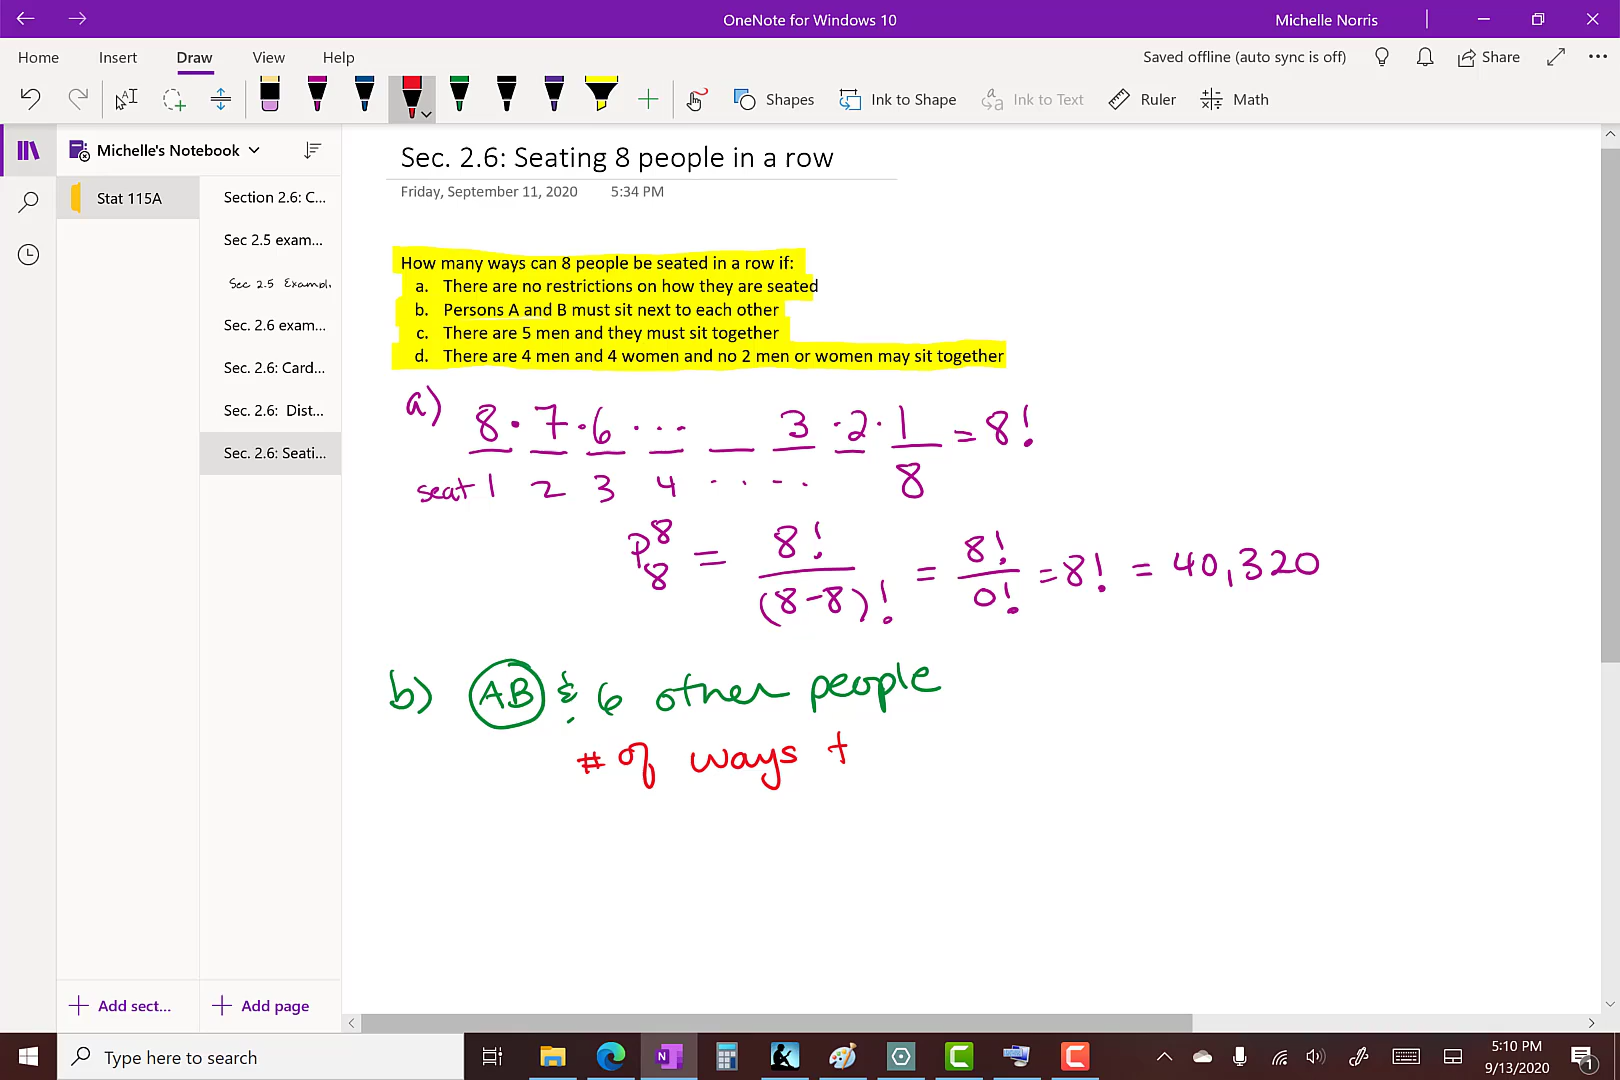 OneNote for Windows 10
Michelle Norris
Home Insert Draw View Help
Saved offline (auto sync is off)
Share
Shapes
Ink to Shape
Ink to Text
Ruler
Math
Michelle's Notebook
Stat 115A
Section 2.6: C...
Sec 2.5 exam...
Sec 2.5 Example
Sec. 2.6 exam...
Sec. 2.6: Card...
Sec. 2.6: Dist...
Sec. 2.6: Seati...
Add sect...
Add page
Sec. 2.6: Seating 8 people in a row
Friday, September 11, 2020 5:34 PM
How many ways can 8 people be seated in a row if:
a. There are no restrictions on how they are seated
b. Persons A and B must sit next to each other
c. There are 5 men and they must sit together
d. There are 4 men and 4 women and no 2 men or women may sit together
a) 8 · 7 · 6 · ... 3 · 2 · 1 = 8!
seat 1 2 3 4 ..... 8
P^8_8 = 8!/(8-8)! = 8!/0! = 8! = 40,320
b) AB & 6 other people
# of ways t
Type here to search
5:10 PM
9/13/2020
1